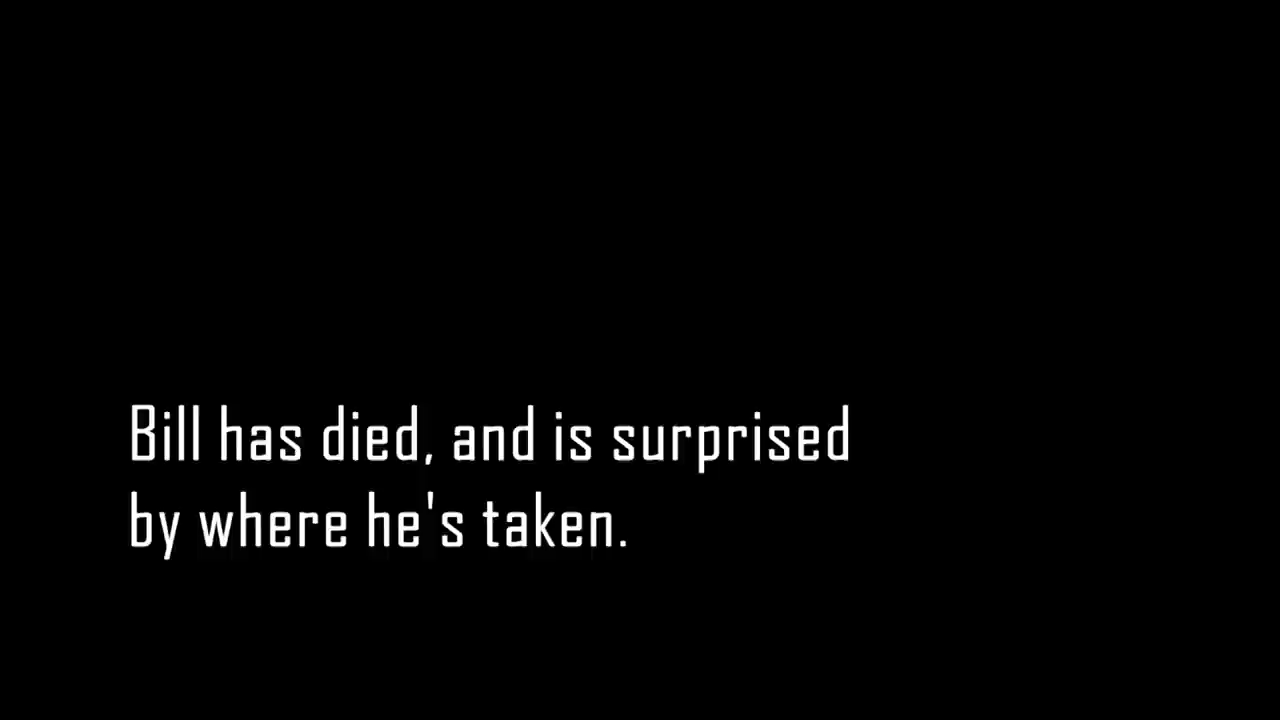 Bill has died, and is surprised
by where he's taken.